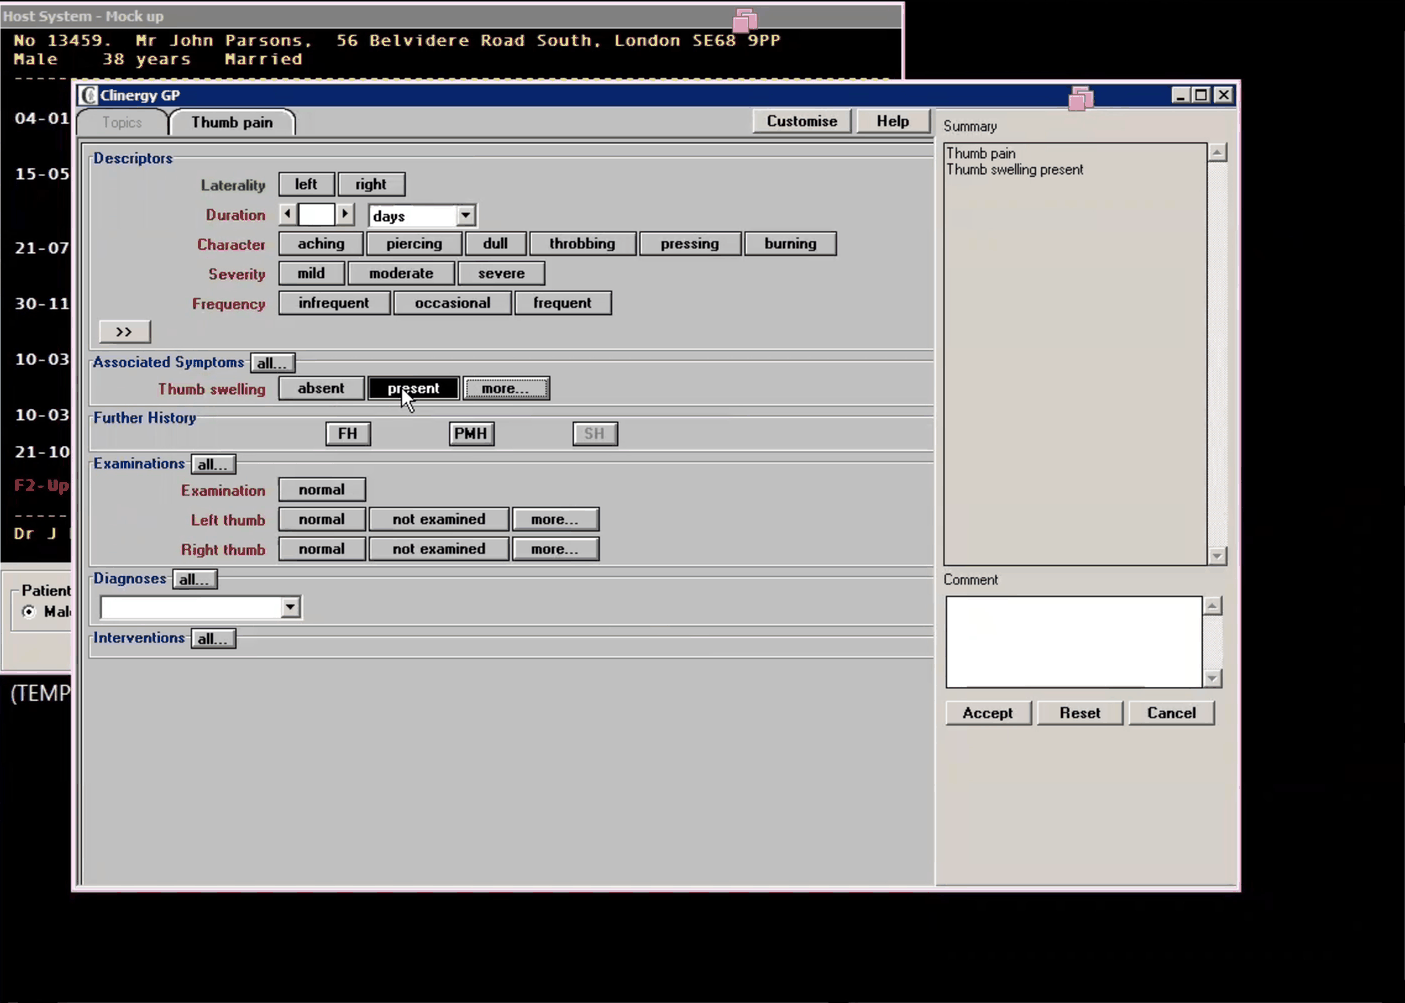 Host System - Mock up
No 13459. Mr John Parsons, 56 Belvidere Road South, London SE68 9PP
Male 38 years Married
Clinergy GP
04-01
Topics Thumb pain Customise Help
Summary
Descriptors
Thumb pain
Thumb swelling present
15-05
Laterality left right
Duration days
Character aching piercing dull throbbing pressing burning
21-07
Severity mild moderate severe
30-11
Frequency infrequent occasional frequent
>>
10-03
Associated Symptoms all...
Thumb swelling absent present more...
10-03
Further History
FH PMH SH
21-10
Examinations all...
F2-Up
Examination normal
Left thumb normal not examined more...
Dr J
Right thumb normal not examined more...
Diagnoses all...
Comment
Patient
Male
Interventions all...
(TEMP
Accept Reset Cancel